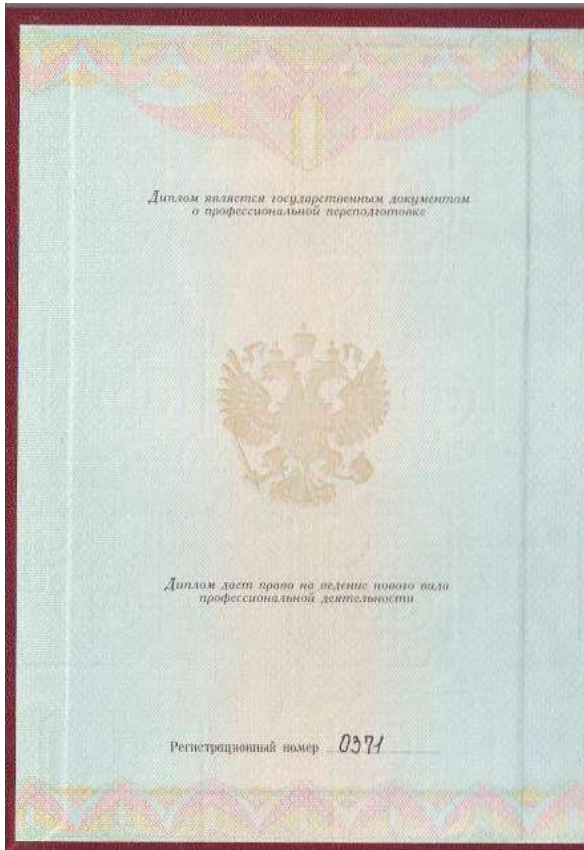 Диплом является государственным документом
о профессиональной переподготовке
Диплом дает право на ведение нового вида
профессиональной деятельности
Регистрационный номер 0371